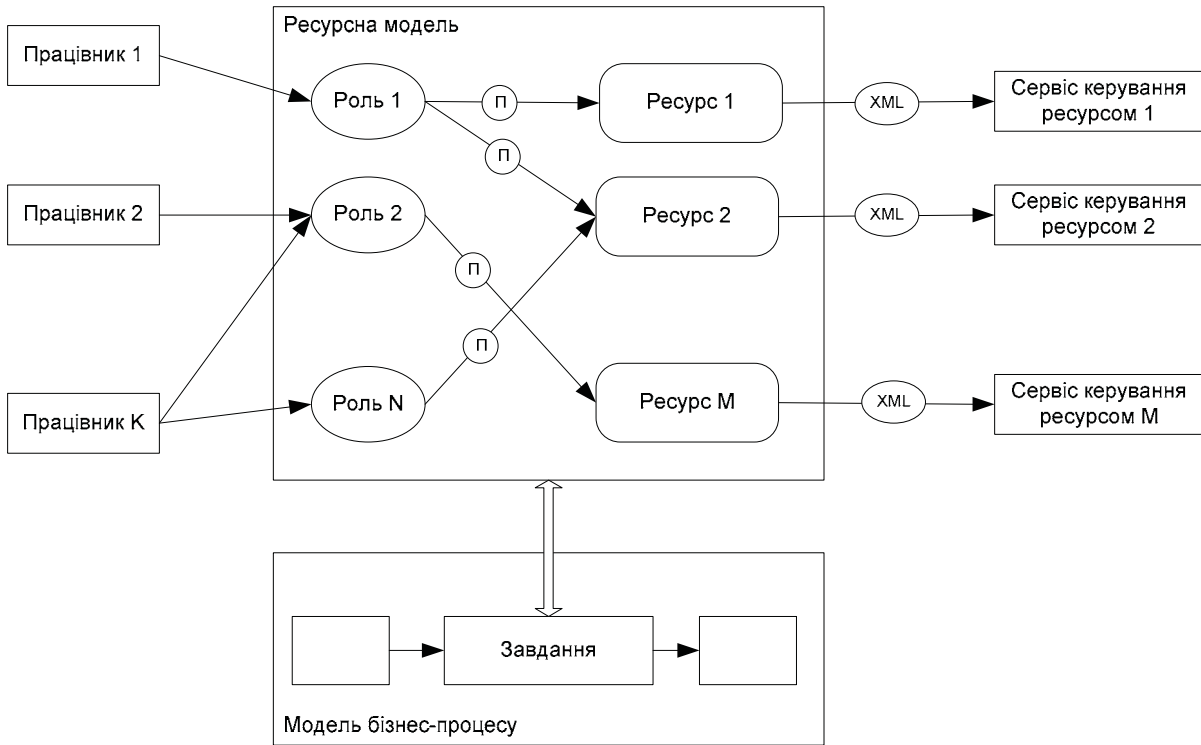 Ресурсна модель
Працівник 1
Роль 1
П
Ресурс 1
XML
Сервіс керування
ресурсом 1
П
Працівник 2
Роль 2
Ресурс 2
XML
Сервіс керування
ресурсом 2
П
П
Працівник K
Роль N
Ресурс M
XML
Сервіс керування
ресурсом M
Завдання
Модель бізнес-процесу